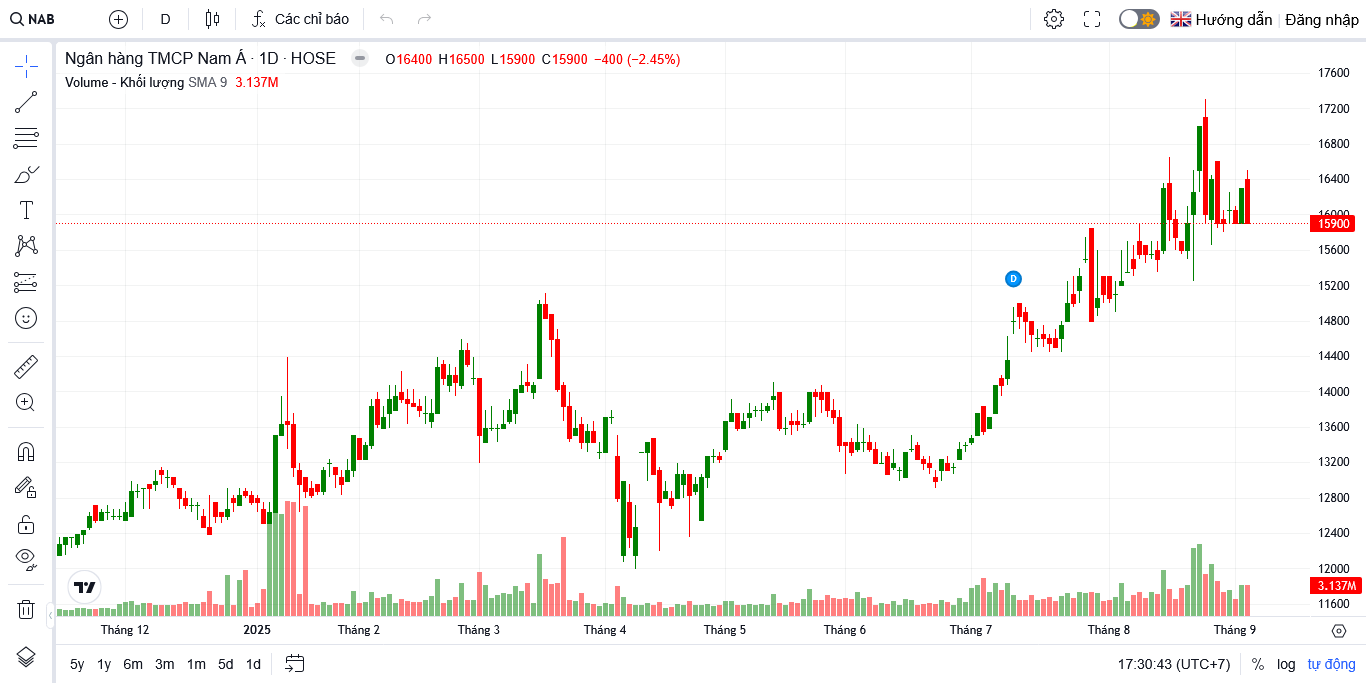 NAB D Các chỉ báo Hướng dẫn Đăng nhập
Ngân hàng TMCP Nam Á · 1D · HOSE O16400 H16500 L15900 C15900 −400 (−2.45%)
Volume - Khối lượng SMA 9 3.137M
17600
17200
16800
16400
16000
15900
15600
15200
14800
14400
14000
13600
13200
12800
12400
12000
3.137M
11600
D
T
Tháng 12 2025 Tháng 2 Tháng 3 Tháng 4 Tháng 5 Tháng 6 Tháng 7 Tháng 8 Tháng 9
5y 1y 6m 3m 1m 5d 1d 17:30:43 (UTC+7) % log tự động